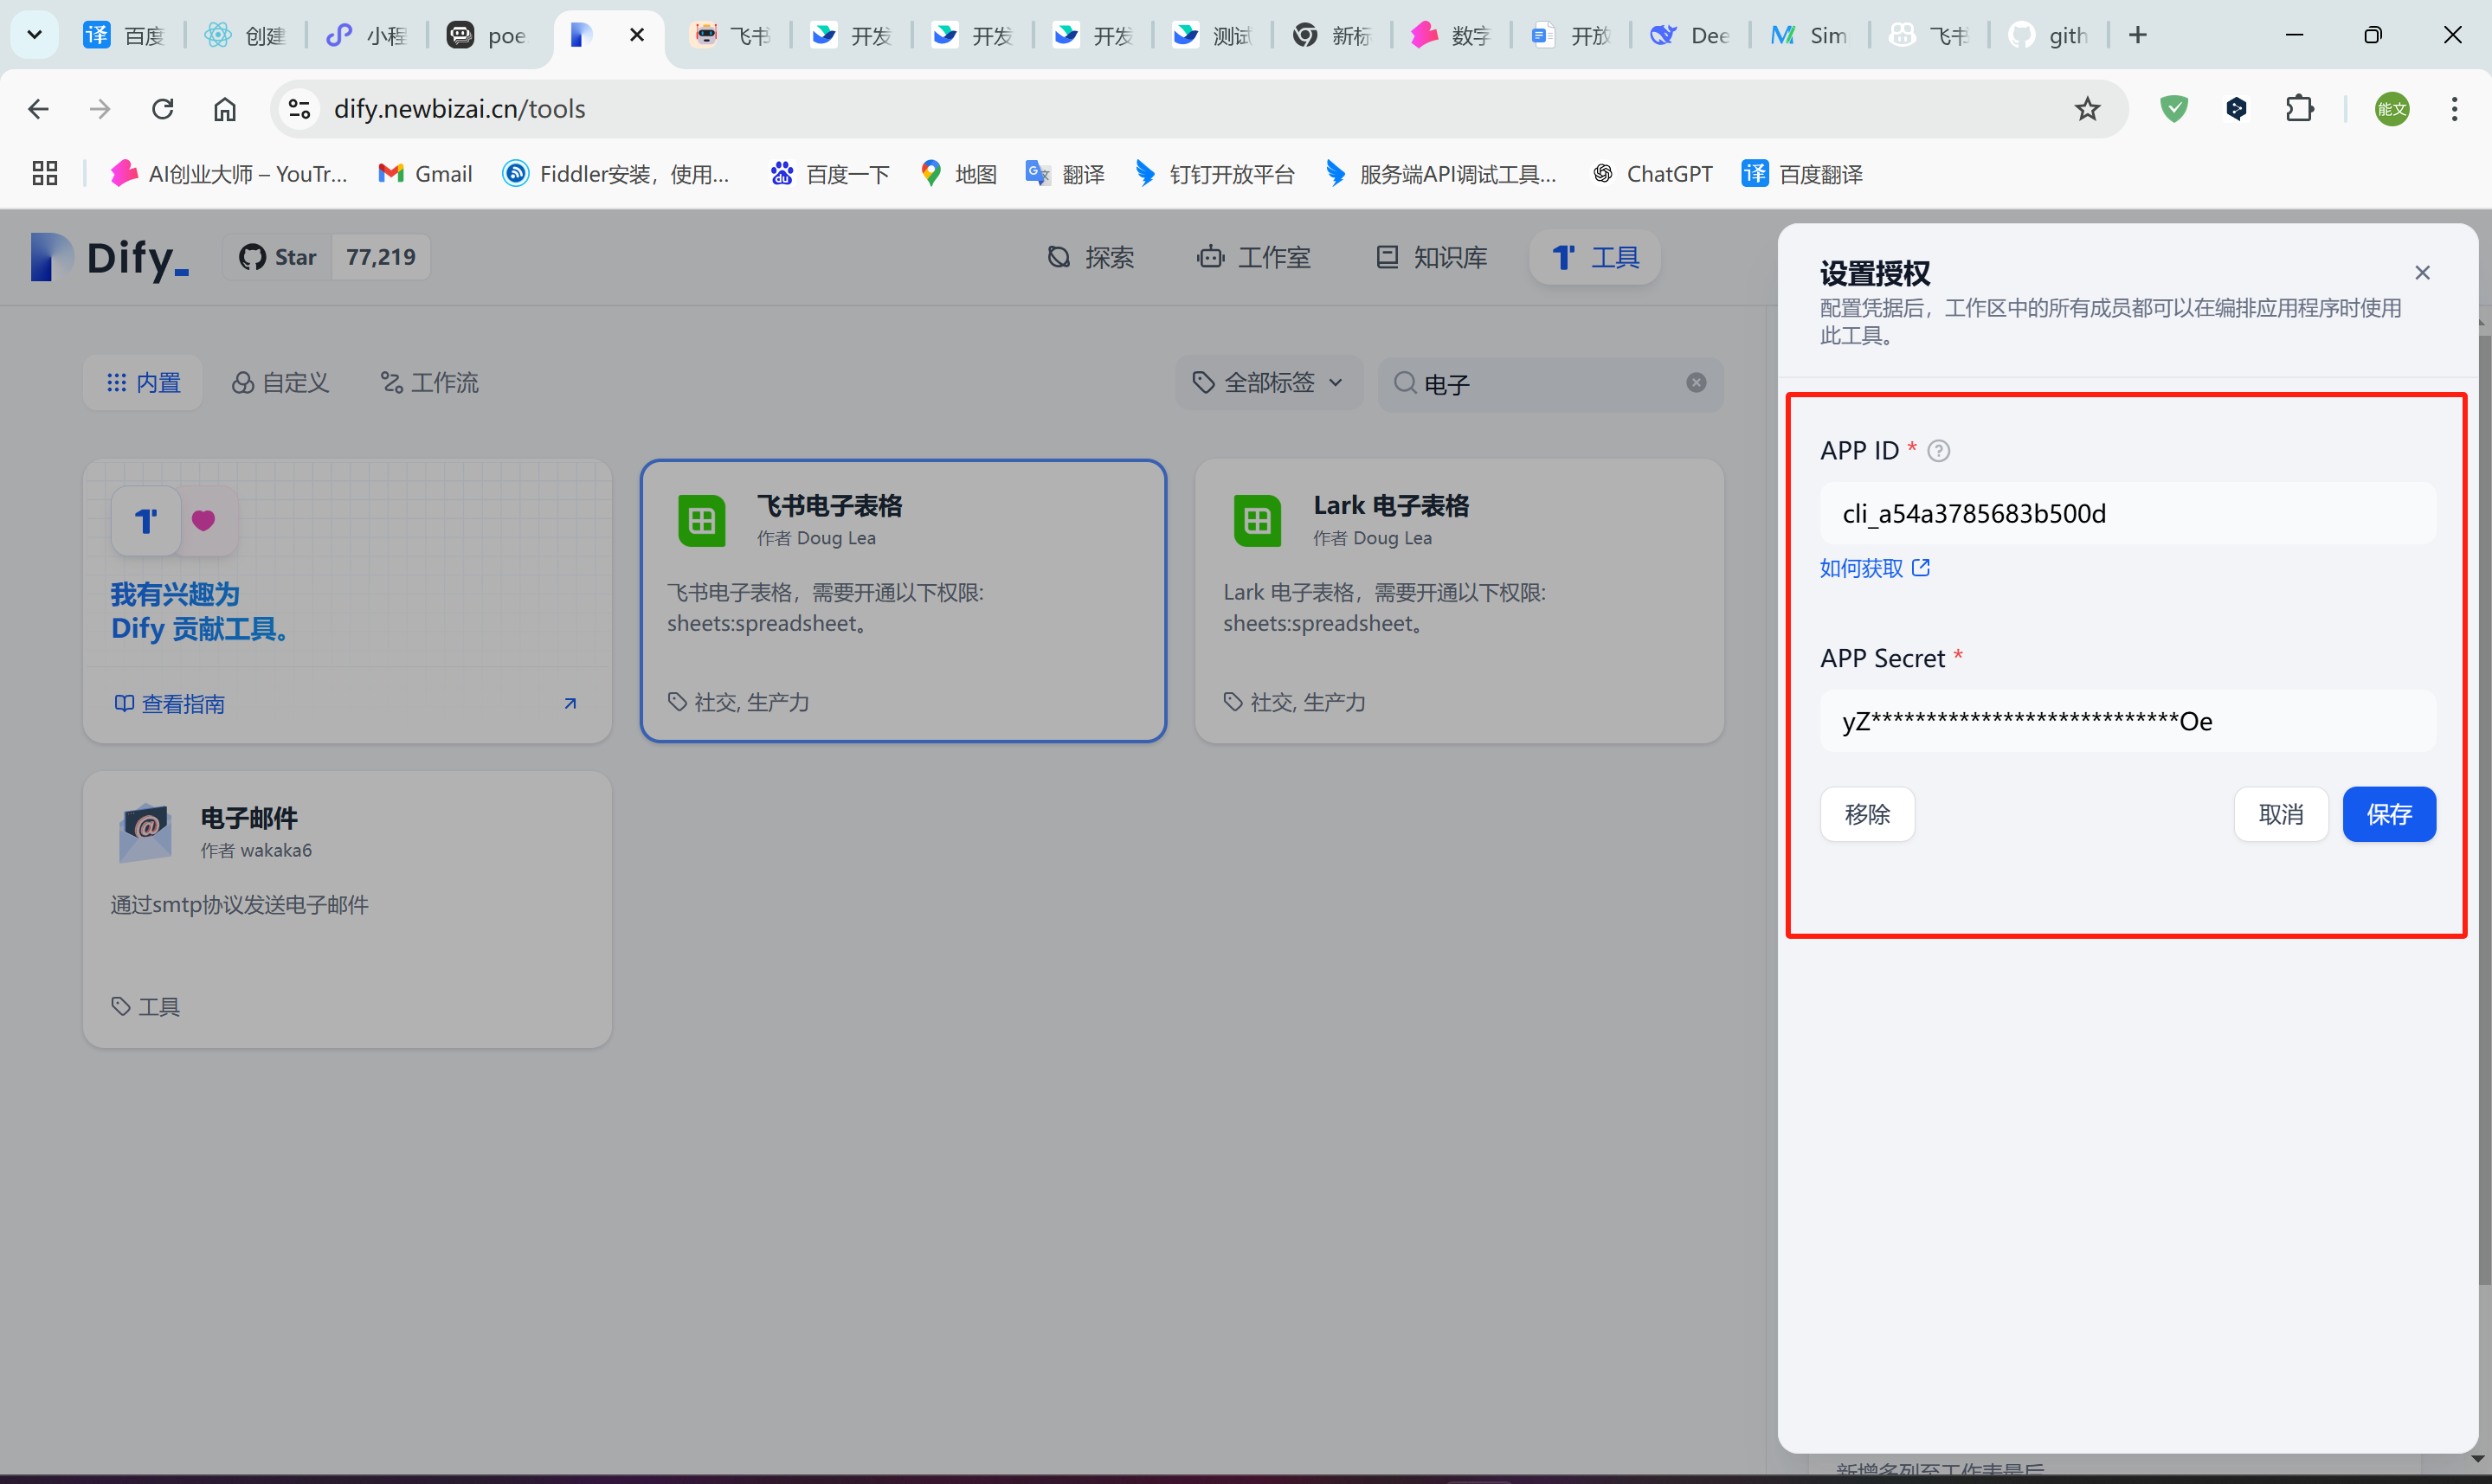 译 百度
创建
小程
poe
飞书
开发
开发
开发
测试
新标
数字
开放
Dee
Sim
飞书
gith
dify.newbizai.cn/tools
能文
AI创业大师 – YouTr...
Gmail
Fiddler安装，使用...
百度一下
地图
翻译
钉钉开放平台
服务端API调试工具...
ChatGPT
译 百度翻译
Dify_
Star 77,219
探索
工作室
知识库
工具
内置
自定义
工作流
全部标签
电子
我有兴趣为
Dify 贡献工具。
查看指南
飞书电子表格
作者 Doug Lea
飞书电子表格，需要开通以下权限:
sheets:spreadsheet。
社交, 生产力
Lark 电子表格
作者 Doug Lea
Lark 电子表格，需要开通以下权限:
sheets:spreadsheet。
社交, 生产力
电子邮件
作者 wakaka6
通过smtp协议发送电子邮件
工具
设置授权
配置凭据后，工作区中的所有成员都可以在编排应用程序时使用
此工具。
APP ID *
cli_a54a3785683b500d
如何获取
APP Secret *
yZ****************************Oe
移除
取消
保存
新增多列至工作表最后